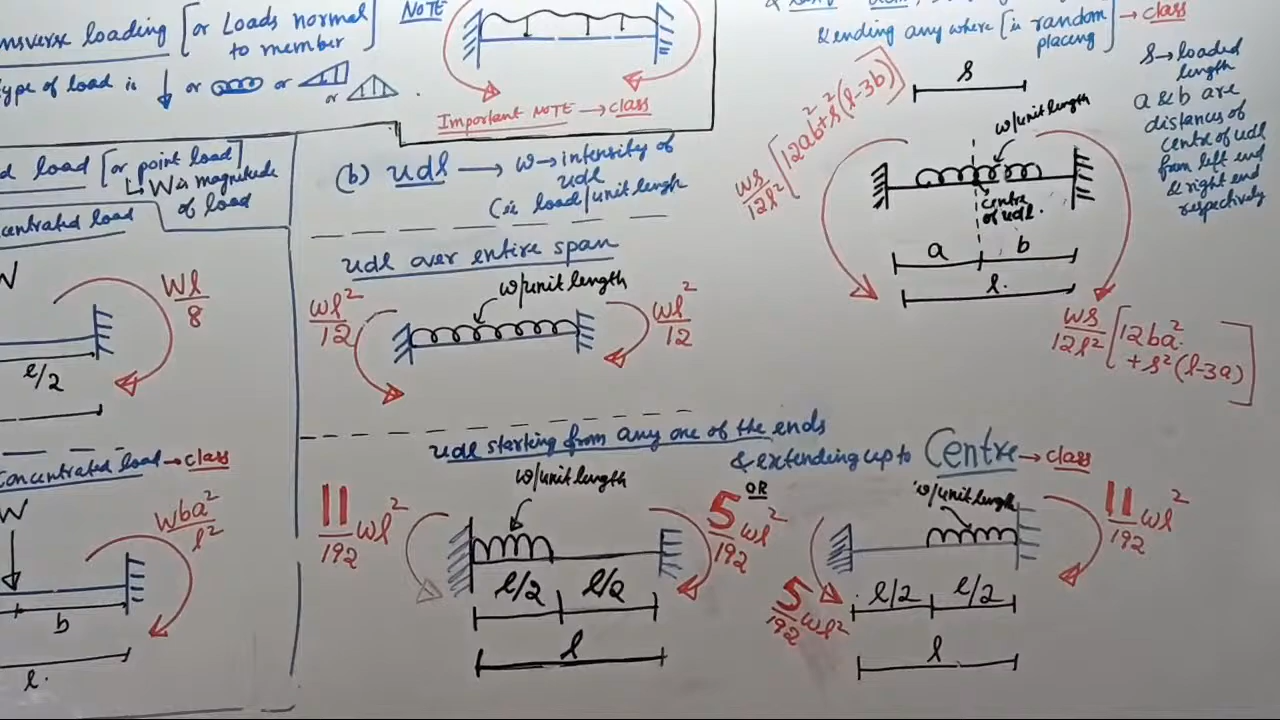 nsverse loading [or Loads normal
to member]
type of load is ↓ or or
or .
NOTE
Important NOTE → class
& ending any where [ie random
placing] → class
d load [or point load]
↳ W is magnitude
of load
centrated load
W
Wl/8
l/2
Concentrated load → class
W
Wba²/l²
b
l.
(b) udl → w → intensity of
udl
(ie load/unit length
udl over entire span
w/unit length
wl²/12
wl²/12
s
w/unit length
ws/12l² [12ab²+s²(l-3b)]
centre
of udl.
a
b
l.
ws/12l² [12ba²
+ s²(l-3a)]
s → loaded
length
a & b are
distances of
centre of udl
from left end
& right end
respectively
udl starting from any one of the ends
& extending up to Centre → class
w/unit length
11/192 wl²
5/192 wl²
l/2
l/2
l
OR
w/unit length
5/192 wl²
11/192 wl²
l/2
l/2
l